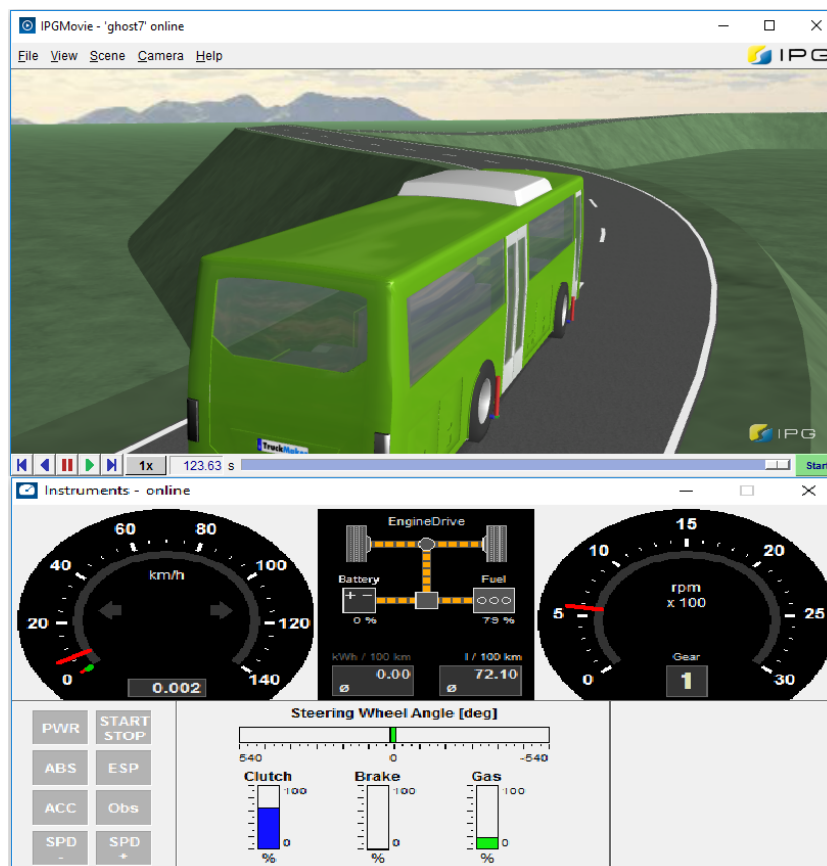 IPGMovie - 'ghost7' online
File View Scene Camera Help
IPG
TruckMaker
IPG
1x 123.63 s Start
Instruments - online
km/h
0 20 40 60 80 100 120 140
0.002
EngineDrive
Battery Fuel
0 % 79 %
kWh / 100 km l / 100 km
ø 0.00 ø 72.10
rpm
x 100
0 5 10 15 20 25 30
Gear
1
PWR START STOP
ABS ESP
ACC Obs
SPD - SPD +
Steering Wheel Angle [deg]
540 0 -540
Clutch Brake Gas
100 100 100
0 0 0
% % %